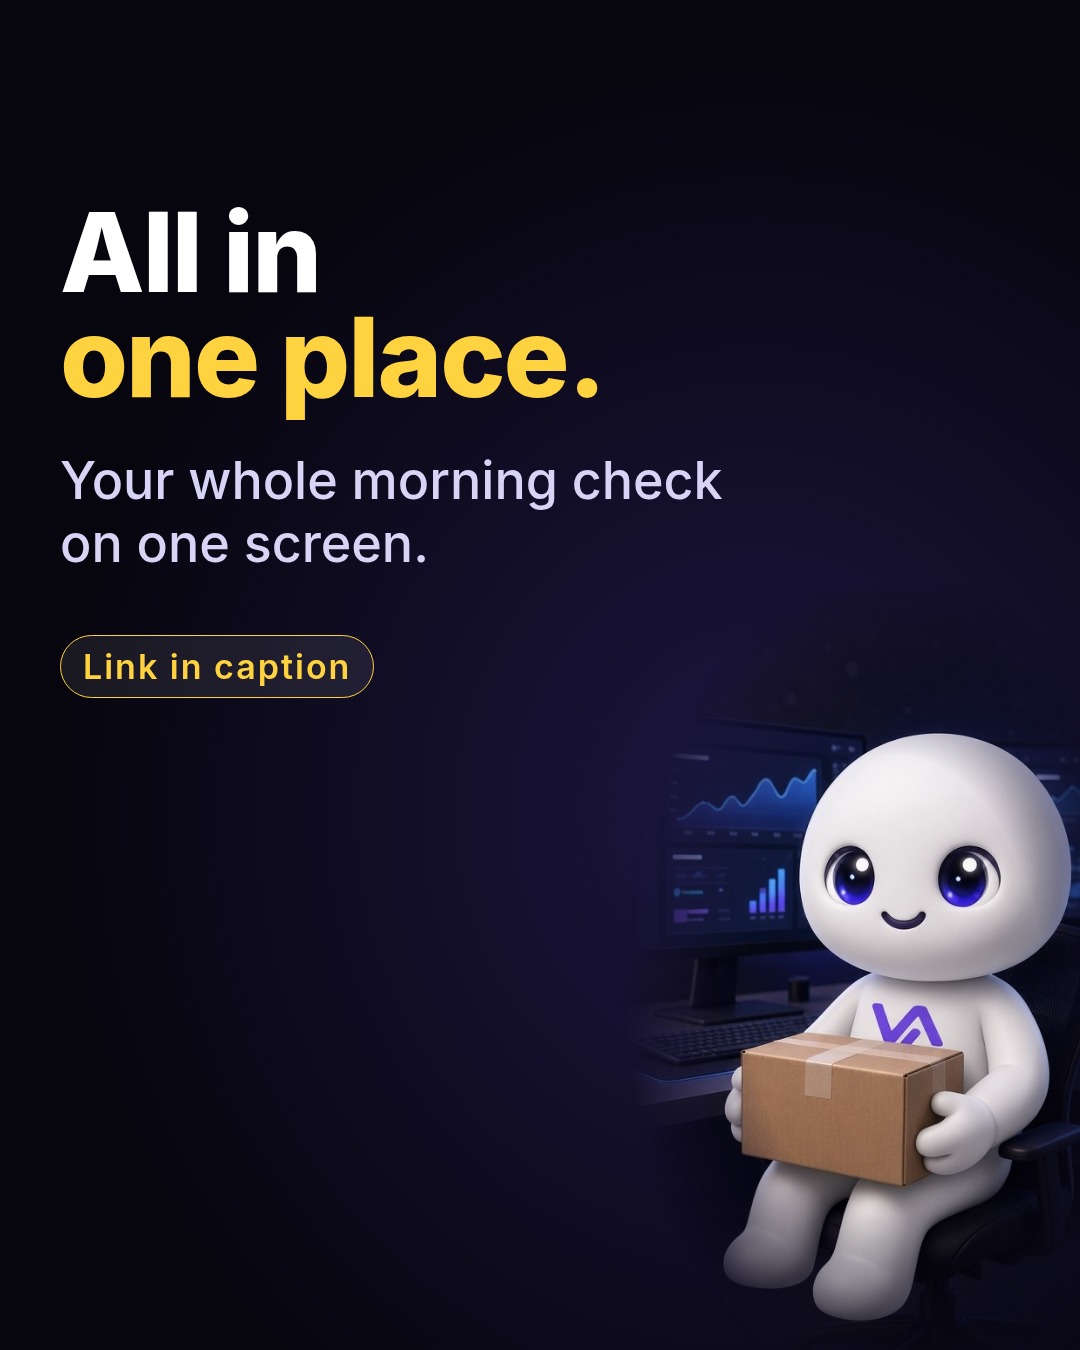 All in
one place.
Your whole morning check
on one screen.
Link in caption